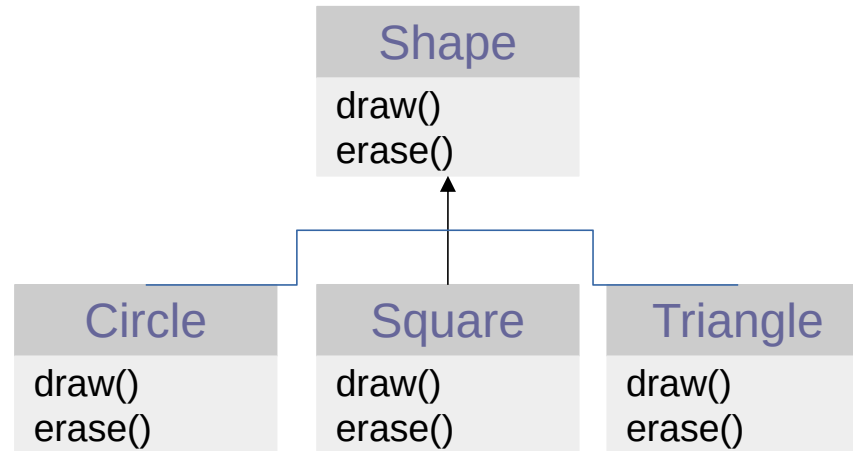 Shape
draw()
erase()
Circle
draw()
erase()
Square
draw()
erase()
Triangle
draw()
erase()